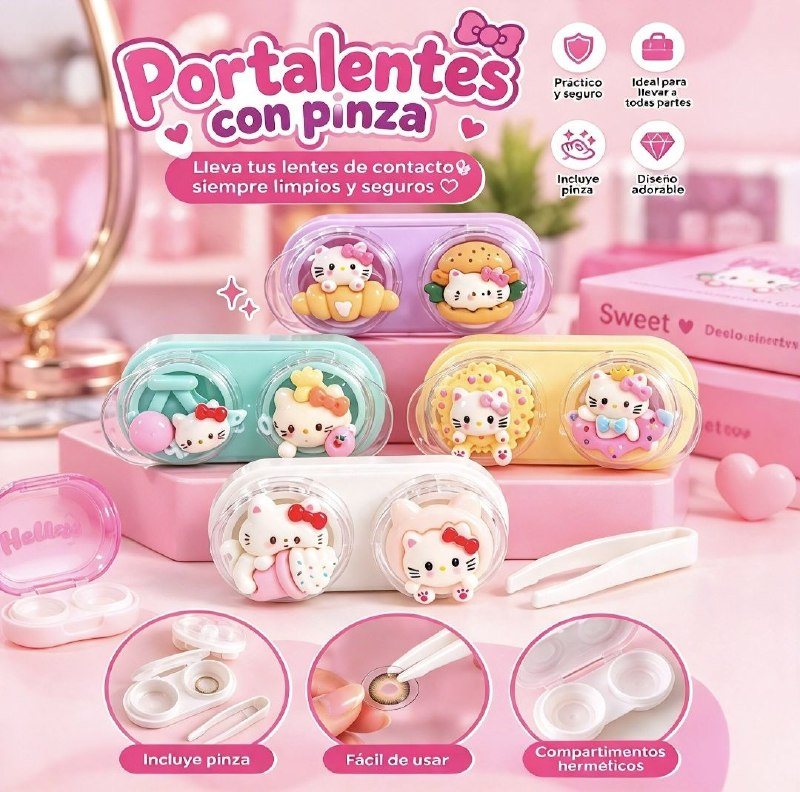 Portalentes
con pinza
Lleva tus lentes de contacto
siempre limpios y seguros
Práctico
y seguro
Ideal para
llevar a
todas partes
Incluye
pinza
Diseño
adorable
Sweet
Incluye pinza
Fácil de usar
Compartimentos
herméticos